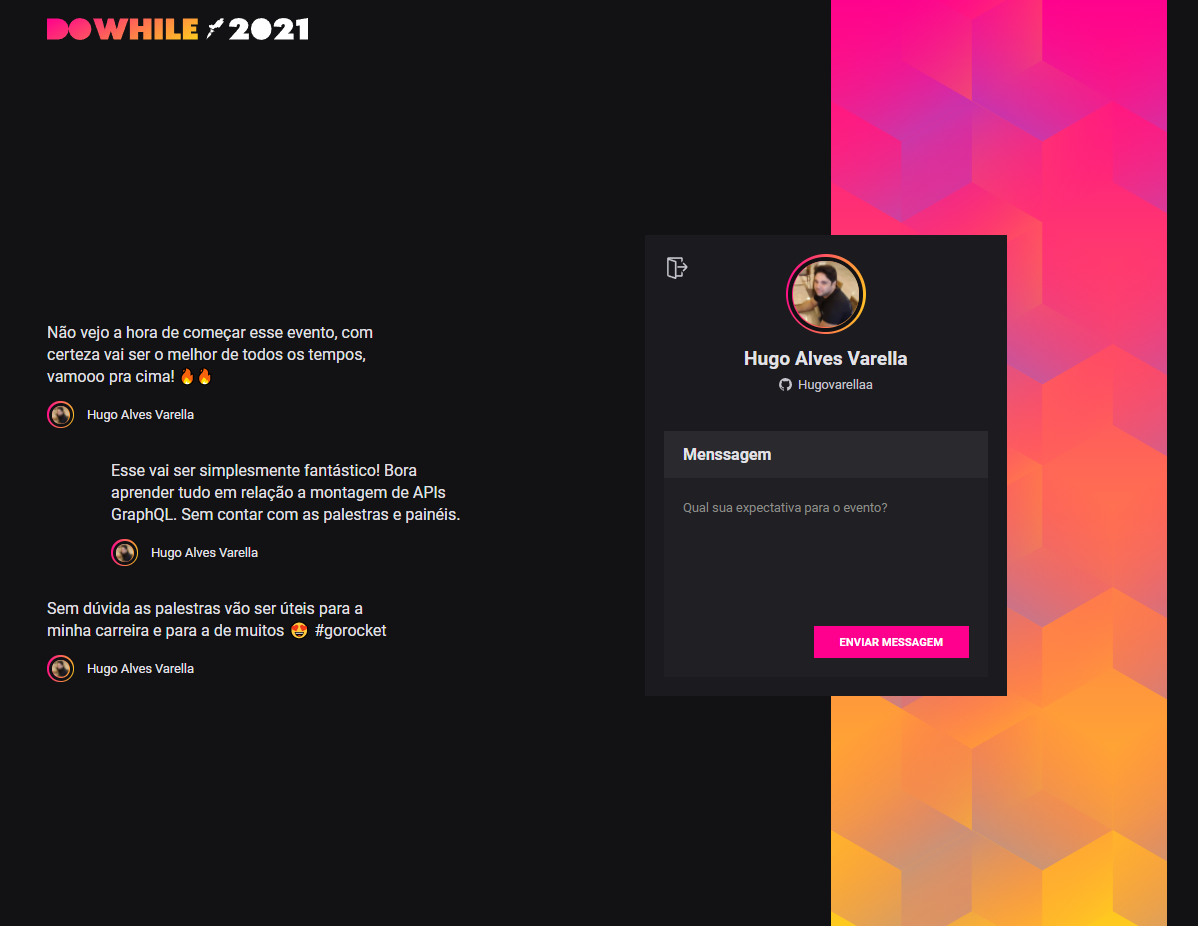 DOWHILE 2021
Não vejo a hora de começar esse evento, com
certeza vai ser o melhor de todos os tempos,
vamooo pra cima! 🔥🔥
Hugo Alves Varella
Esse vai ser simplesmente fantástico! Bora
aprender tudo em relação a montagem de APIs
GraphQL. Sem contar com as palestras e painéis.
Hugo Alves Varella
Sem dúvida as palestras vão ser úteis para a
minha carreira e para a de muitos 🤩 #gorocket
Hugo Alves Varella
Hugo Alves Varella
Hugovarellaa
Menssagem
Qual sua expectativa para o evento?
ENVIAR MESSAGEM